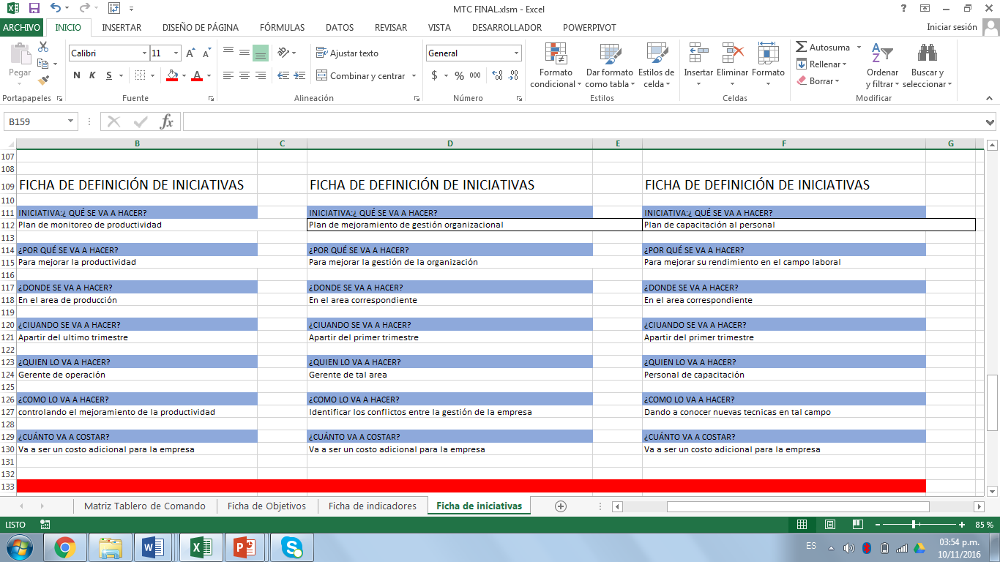 MTC FINAL.xlsm - Excel
ARCHIVO INICIO INSERTAR DISEÑO DE PÁGINA FÓRMULAS DATOS REVISAR VISTA DESARROLLADOR POWERPIVOT Iniciar sesión
Pegar
Portapapeles
Calibri 11
N K S
Fuente
Ajustar texto
Combinar y centrar
Alineación
General
$ % 000
Número
Formato condicional
Dar formato como tabla
Estilos de celda
Estilos
Insertar Eliminar Formato
Celdas
Autosuma
Rellenar
Borrar
Ordenar y filtrar
Buscar y seleccionar
Modificar
B159 fx
B C D E F G
107
108
109 FICHA DE DEFINICIÓN DE INICIATIVAS FICHA DE DEFINICIÓN DE INICIATIVAS FICHA DE DEFINICIÓN DE INICIATIVAS
110
111 INICIATIVA:¿ QUÉ SE VA A HACER? INICIATIVA:¿ QUÉ SE VA A HACER? INICIATIVA:¿ QUÉ SE VA A HACER?
112 Plan de monitoreo de productividad Plan de mejoramiento de gestión organizacional Plan de capacitación al personal
113
114 ¿POR QUÉ SE VA A HACER? ¿POR QUÉ SE VA A HACER? ¿POR QUÉ SE VA A HACER?
115 Para mejorar la productividad Para mejorar la gestión de la organización Para mejorar su rendimiento en el campo laboral
116
117 ¿DONDE SE VA A HACER? ¿DONDE SE VA A HACER? ¿DONDE SE VA A HACER?
118 En el area de producción En el area correspondiente En el area correspondiente
119
120 ¿CIUANDO SE VA A HACER? ¿CIUANDO SE VA A HACER? ¿CIUANDO SE VA A HACER?
121 Apartir del ultimo trimestre Apartir del primer trimestre Apartir del primer trimestre
122
123 ¿QUIEN LO VA A HACER? ¿QUIEN LO VA A HACER? ¿QUIEN LO VA A HACER?
124 Gerente de operación Gerente de tal area Personal de capacitación
125
126 ¿COMO LO VA A HACER? ¿COMO LO VA A HACER? ¿COMO LO VA A HACER?
127 controlando el mejoramiento de la productividad Identificar los conflictos entre la gestión de la empresa Dando a conocer nuevas tecnicas en tal campo
128
129 ¿CUÁNTO VA A COSTAR? ¿CUÁNTO VA A COSTAR? ¿CUÁNTO VA A COSTAR?
130 Va a ser un costo adicional para la empresa Va a ser un costo adicional para la empresa Va a ser un costo adicional para la empresa
131
132
133
Matriz Tablero de Comando Ficha de Objetivos Ficha de indicadores Ficha de iniciativas
LISTO 85 %
ES 03:54 p.m.
10/11/2016